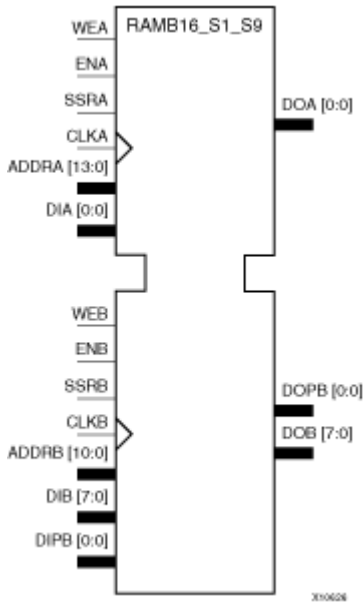 RAMB16_S1_S9
WEA
ENA
SSRA
CLKA
ADDRA [13:0]
DIA [0:0]
DOA [0:0]
WEB
ENB
SSRB
CLKB
ADDRB [10:0]
DIB [7:0]
DIPB [0:0]
DOPB [0:0]
DOB [7:0]
X10626